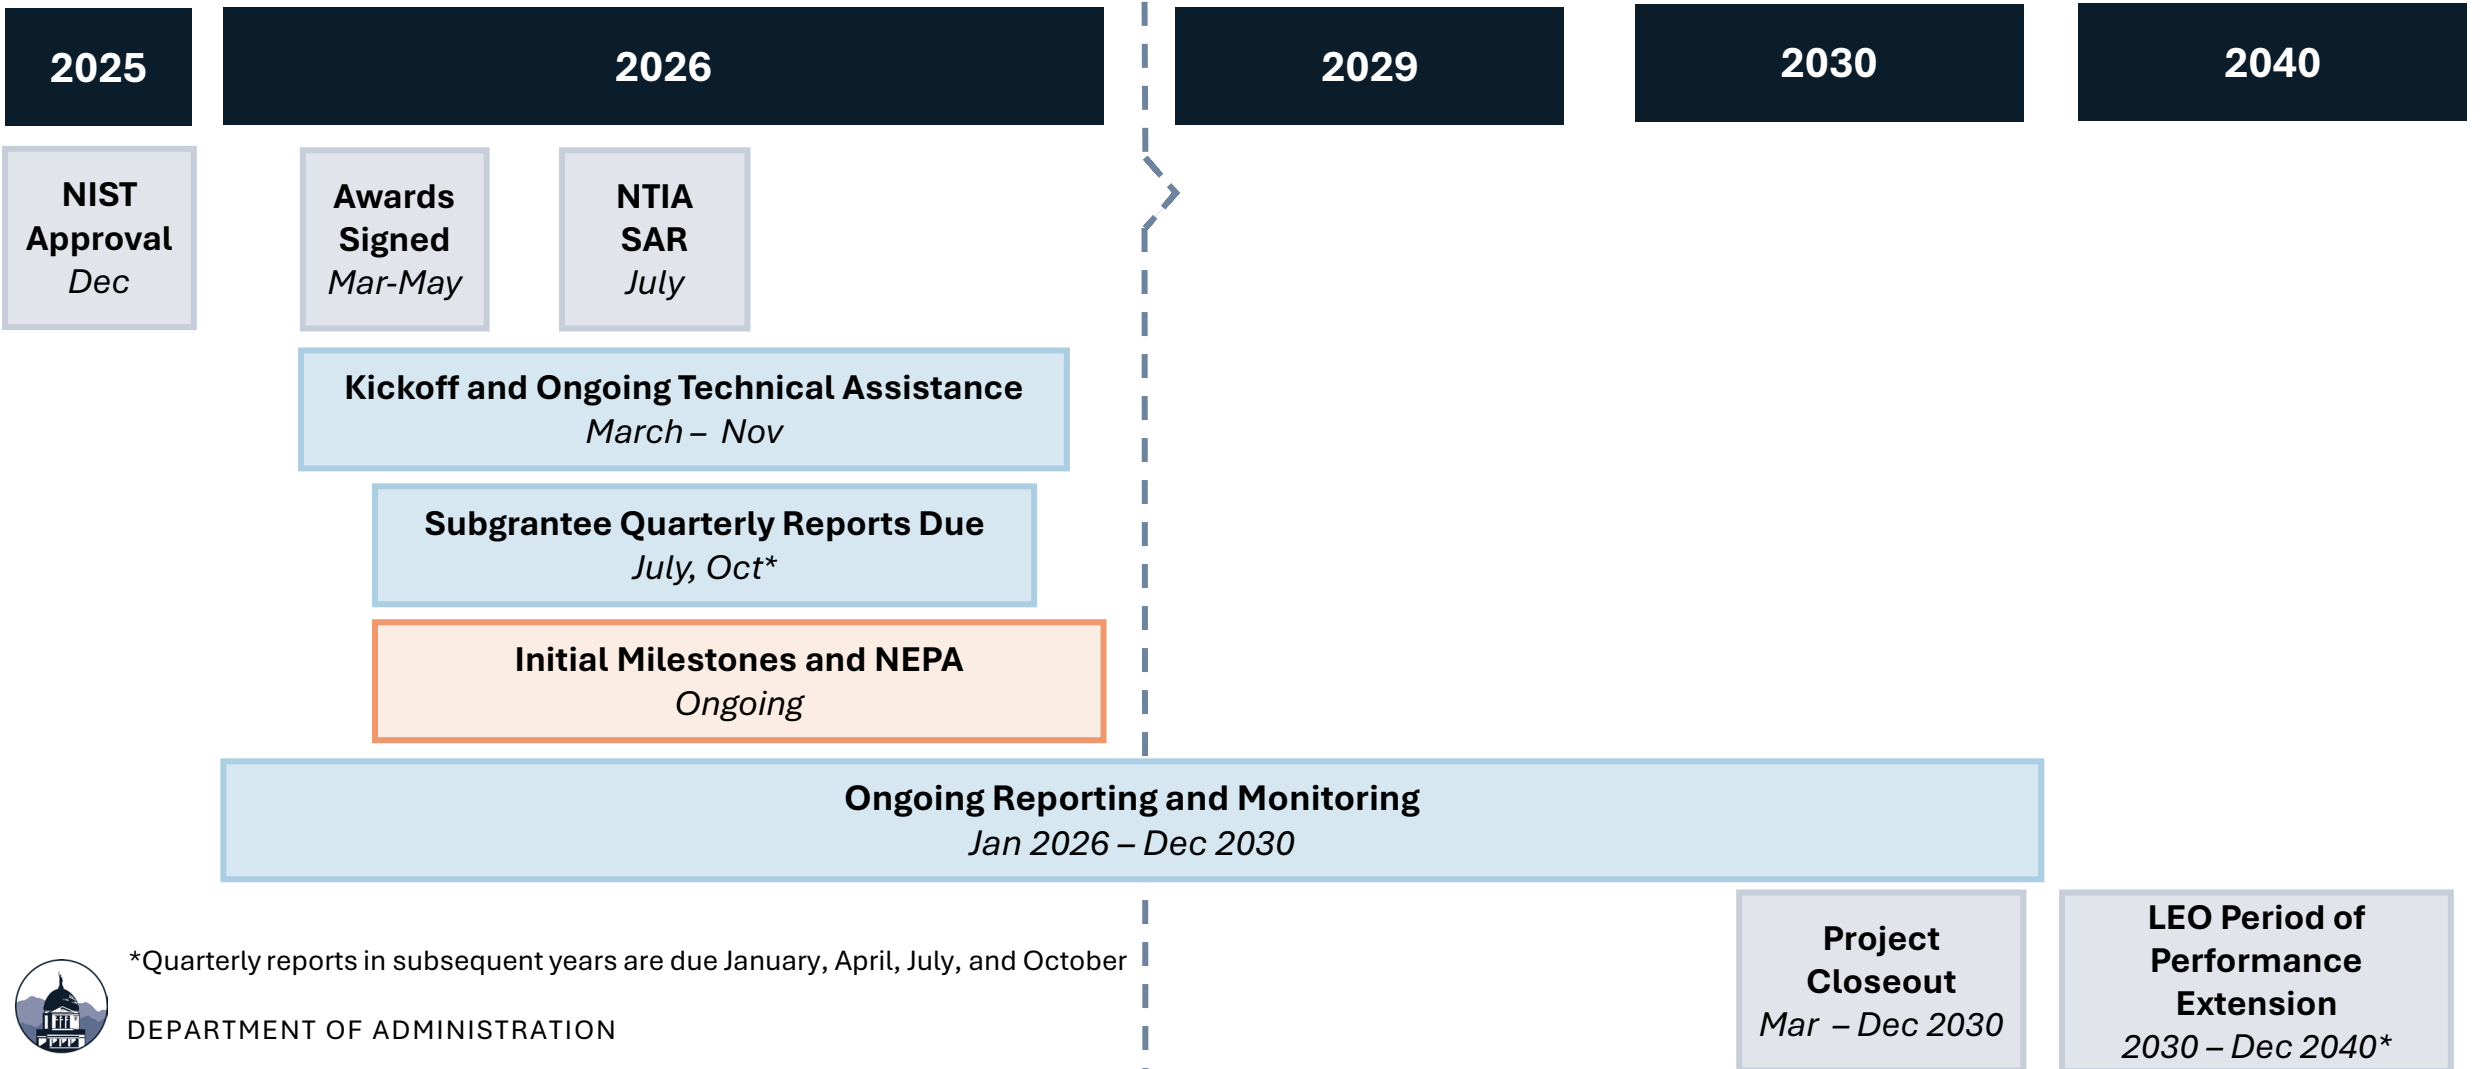 2025
2026
2029
2030
2040
NIST
Approval
Dec
Awards
Signed
Mar-May
NTIA
SAR
July
Kickoff and Ongoing Technical Assistance
March – Nov
Subgrantee Quarterly Reports Due
July, Oct*
Initial Milestones and NEPA
Ongoing
Ongoing Reporting and Monitoring
Jan 2026 – Dec 2030
Project
Closeout
Mar – Dec 2030
LEO Period of
Performance
Extension
2030 – Dec 2040*
*Quarterly reports in subsequent years are due January, April, July, and October
DEPARTMENT OF ADMINISTRATION